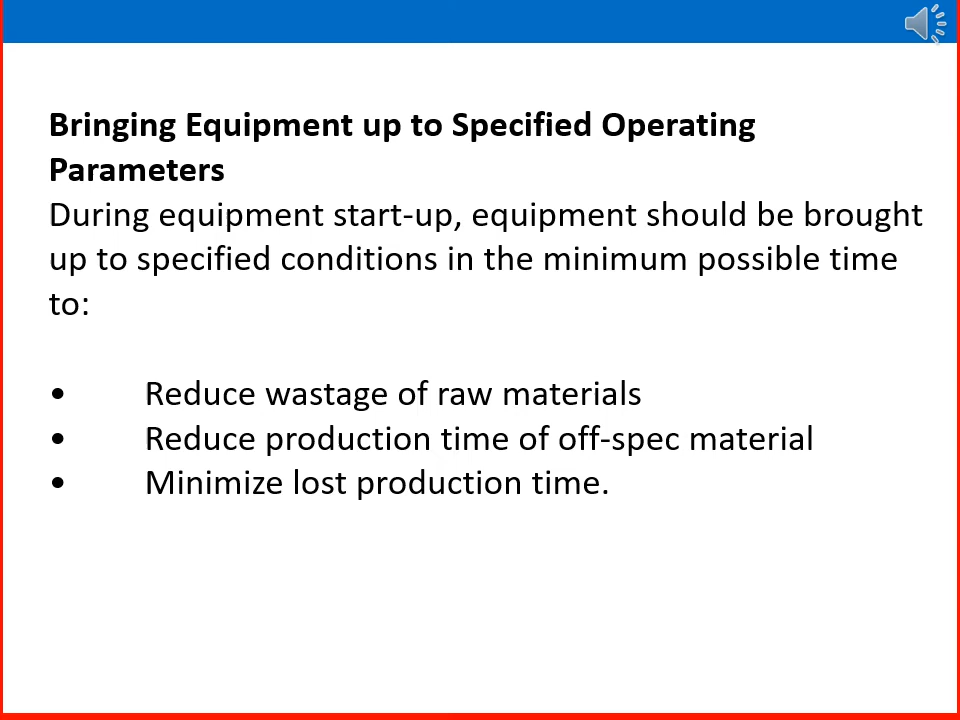 Bringing Equipment up to Specified Operating
Parameters
During equipment start-up, equipment should be brought
up to specified conditions in the minimum possible time
to:
• Reduce wastage of raw materials
• Reduce production time of off-spec material
• Minimize lost production time.